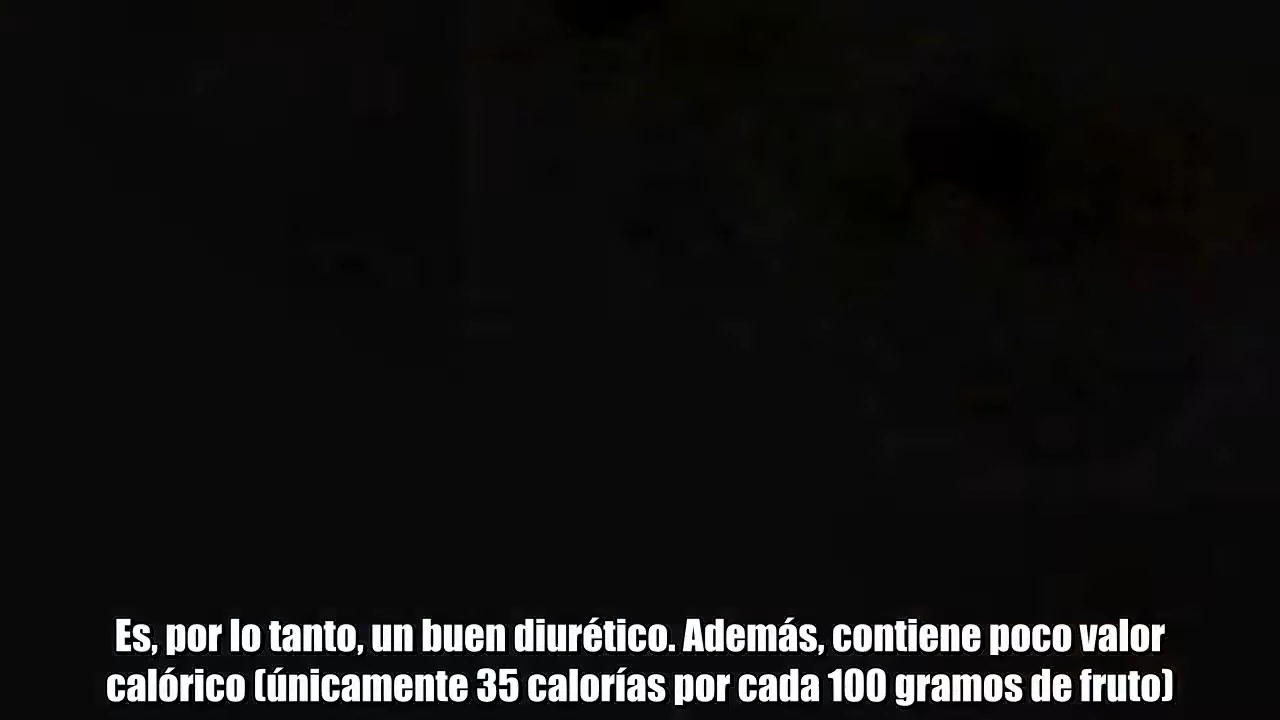 Es, por lo tanto, un buen diurético. Además, contiene poco valor
calórico (únicamente 35 calorías por cada 100 gramos de fruto)